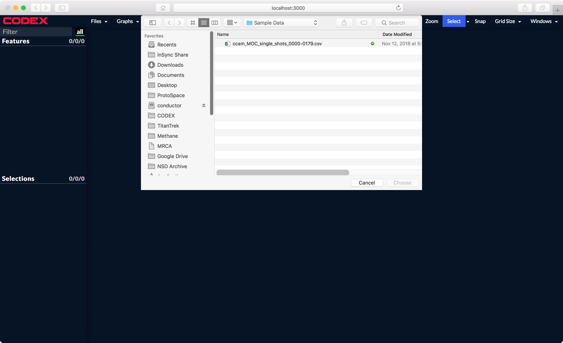 localhost:3000
CODEX
Files
Graphs
Sample Data
Search
Zoom
Select
Snap
Grid Size
Windows
Filter
all
Features 0/0/0
Selections 0/0/0
Favorites
Recents
InSync Share
Downloads
Documents
Desktop
ProtoSpace
conductor
CODEX
TitanTrek
Methane
MRCA
Google Drive
NSD Archive
Name
Date Modified
ccam_MOC_single_shots_0000-0179.csv
Nov 12, 2018 at 6:
Cancel
Choose